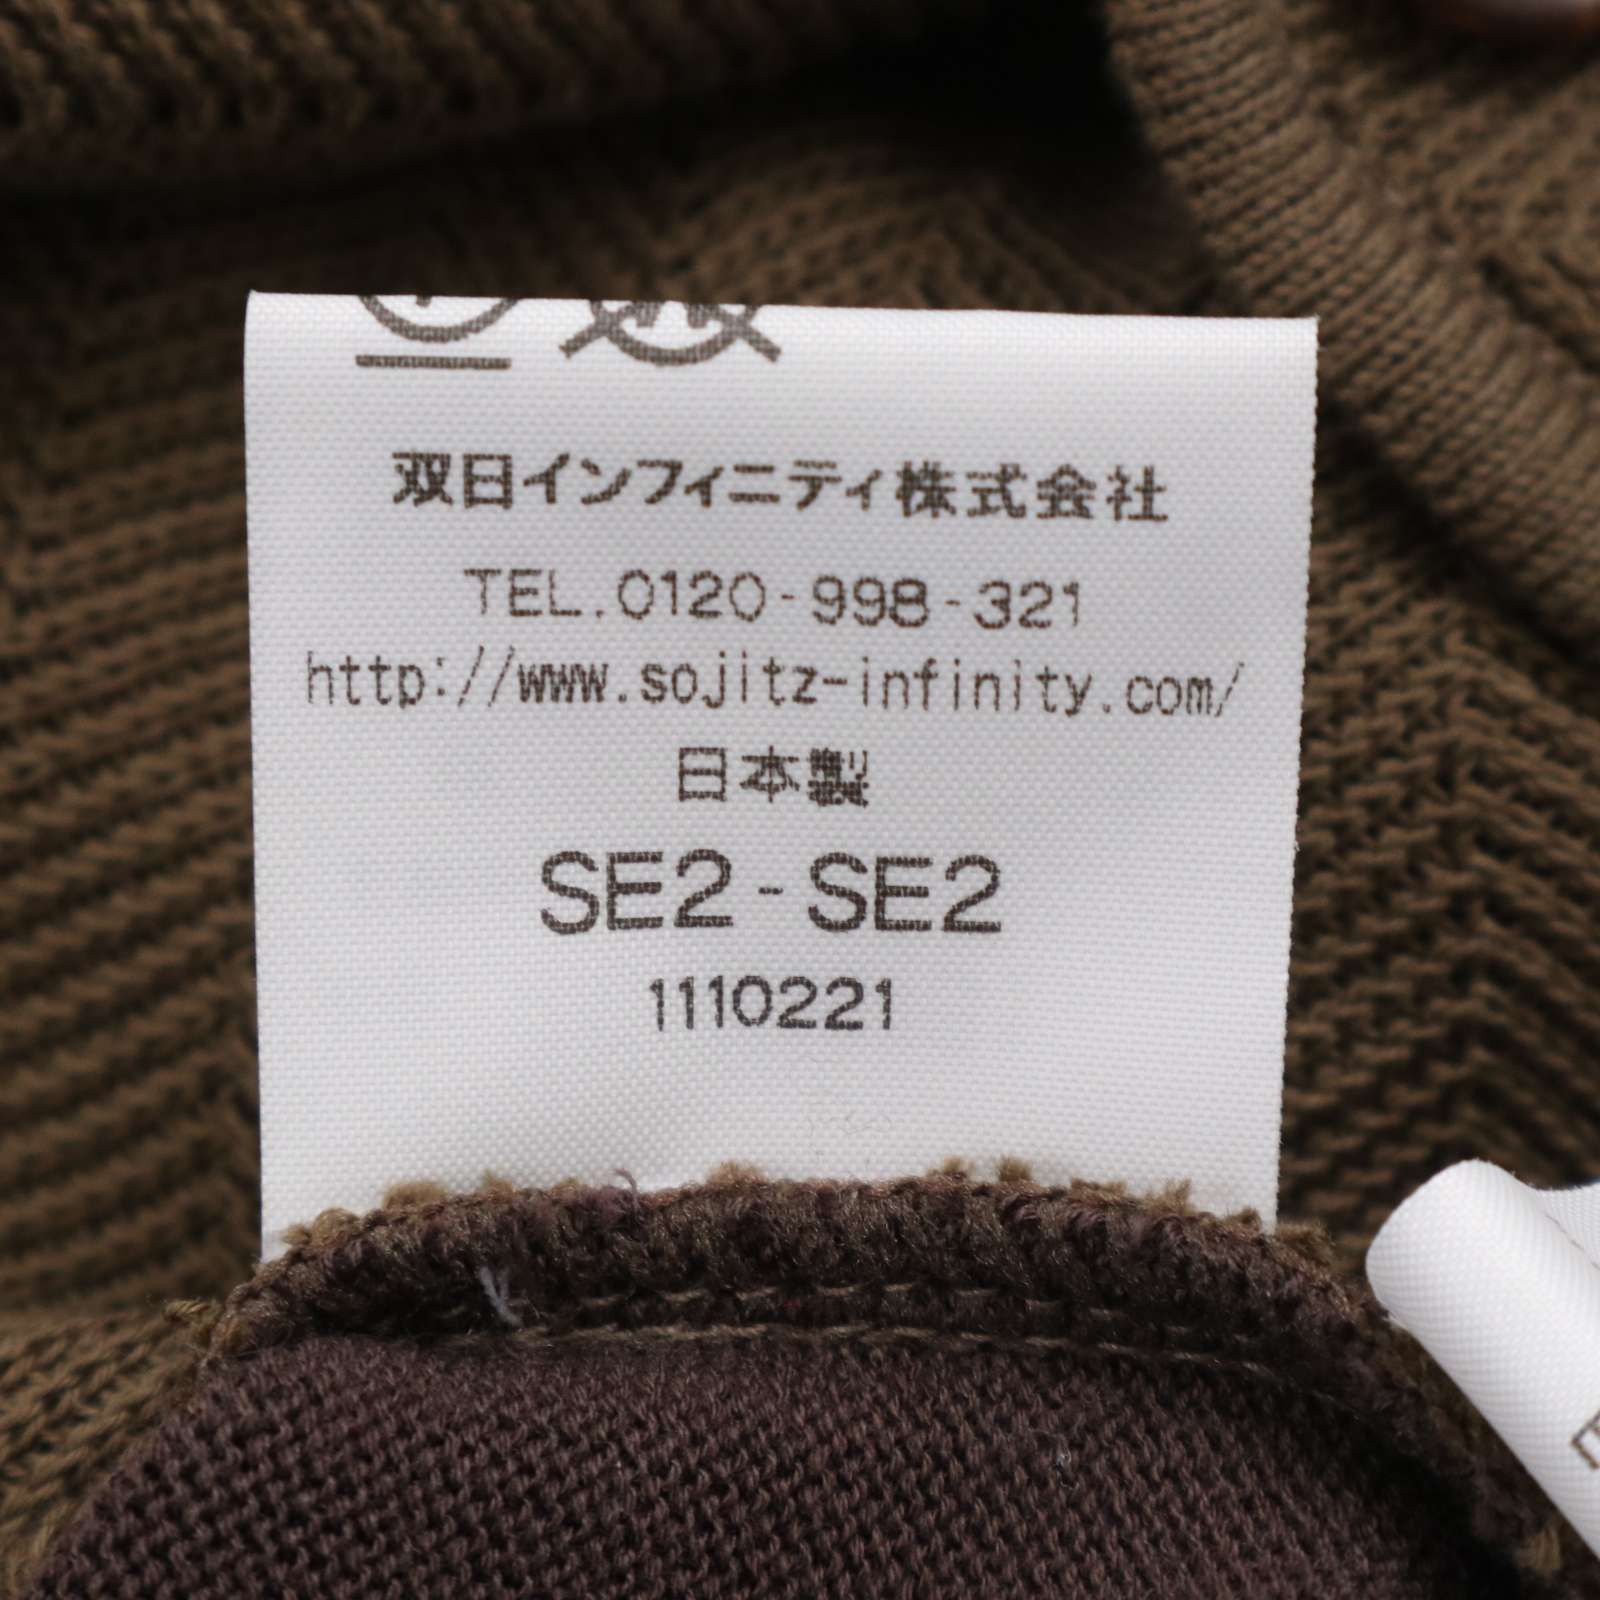 双日インフィニティ株式会社
TEL.0120-998-321
http://www.sojitz-infinity.com/
日本製
SE2-SE2
1110221